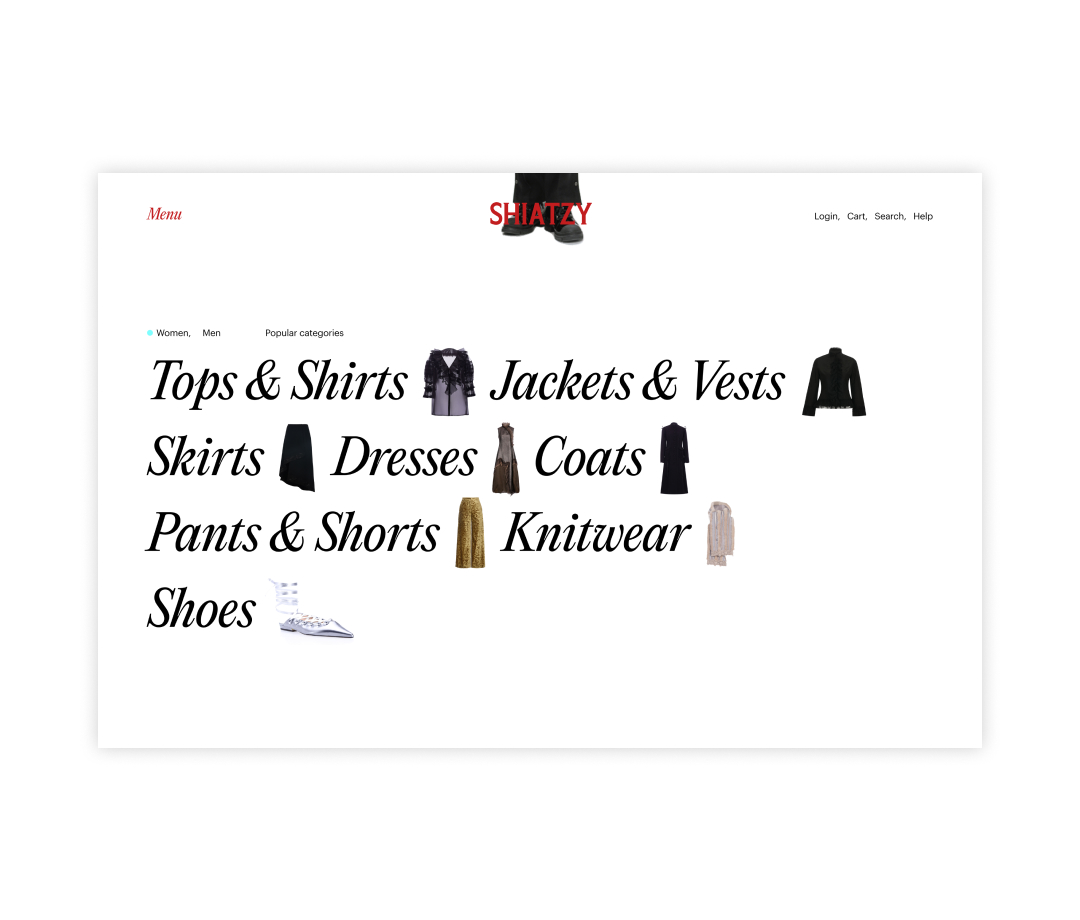 Menu SHIATZY Login, Cart, Search, Help
Women, Men Popular categories
Tops & Shirts Jackets & Vests
Skirts Dresses Coats
Pants & Shorts Knitwear
Shoes